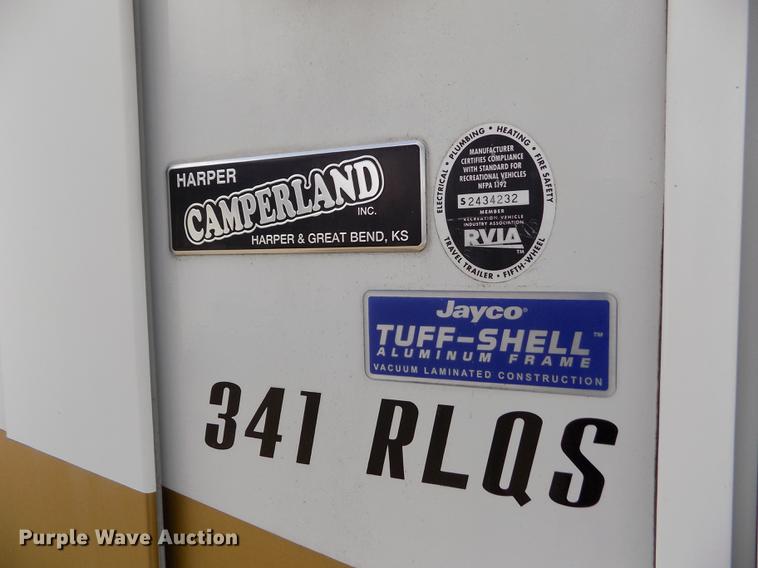 HARPER
CAMPERLAND
INC.
HARPER & GREAT BEND, KS
ELECTRICAL • PLUMBING • HEATING • FIRE SAFETY
MANUFACTURER
CERTIFIES COMPLIANCE
WITH STANDARD FOR
RECREATIONAL VEHICLES
NFPA 1192
S2434232
MEMBER
RECREATION VEHICLE
INDUSTRY ASSOCIATION
RVIA™
TRAVEL TRAILER • FIFTH-WHEEL
Jayco®
TUFF-SHELL™
ALUMINUM FRAME
VACUUM LAMINATED CONSTRUCTION
341 RLQS
Purple Wave Auction